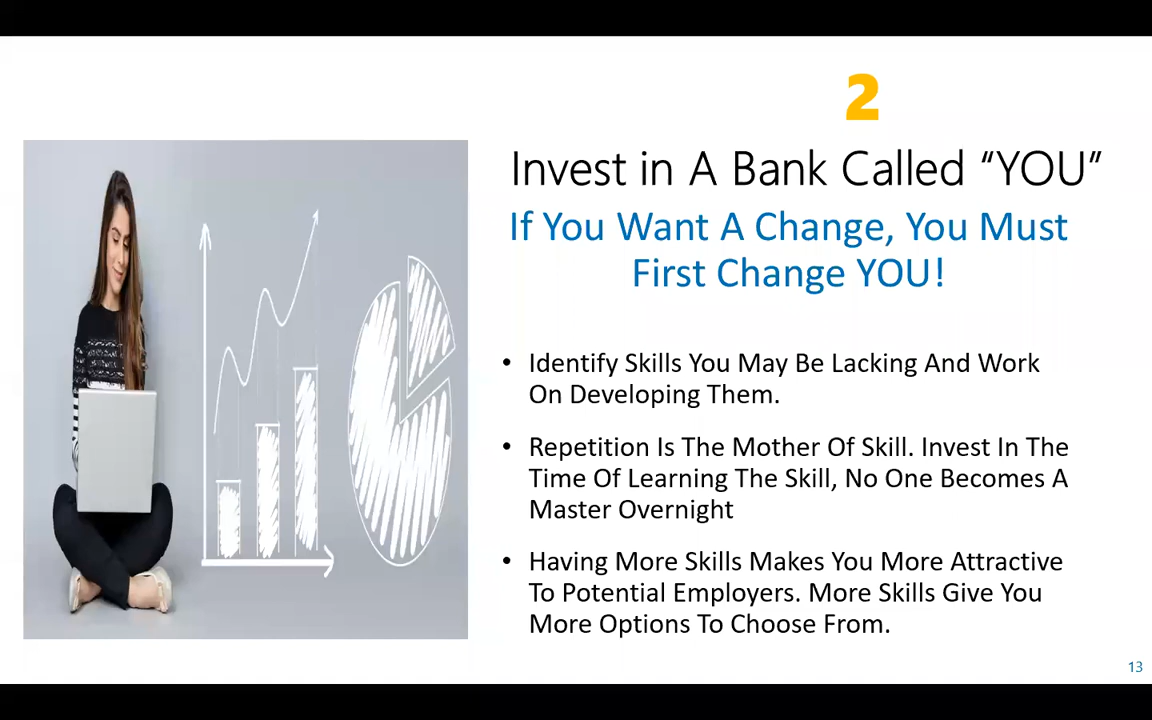 2
Invest in A Bank Called “YOU”
If You Want A Change, You Must
First Change YOU!
• Identify Skills You May Be Lacking And Work
On Developing Them.
• Repetition Is The Mother Of Skill. Invest In The
Time Of Learning The Skill, No One Becomes A
Master Overnight
• Having More Skills Makes You More Attractive
To Potential Employers. More Skills Give You
More Options To Choose From.
13